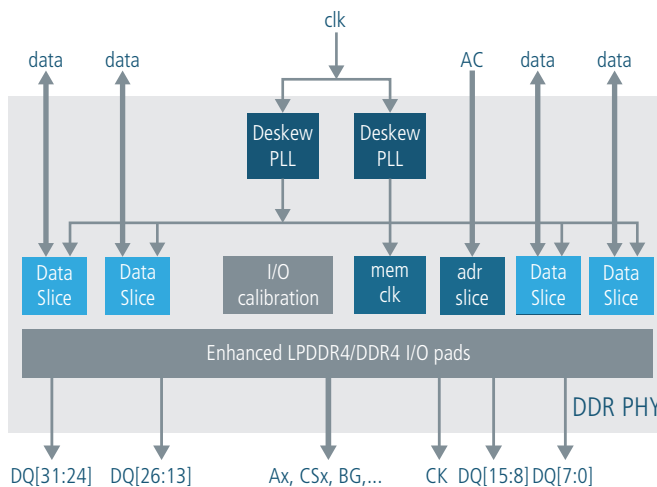 clk
data
data
AC
data
data
Deskew
PLL
Deskew
PLL
Data
Slice
Data
Slice
I/O
calibration
mem
clk
adr
slice
Data
Slice
Data
Slice
Enhanced LPDDR4/DDR4 I/O pads
DDR PHY
DQ[31:24]
DQ[26:13]
Ax, CSx, BG,...
CK
DQ[15:8]
DQ[7:0]